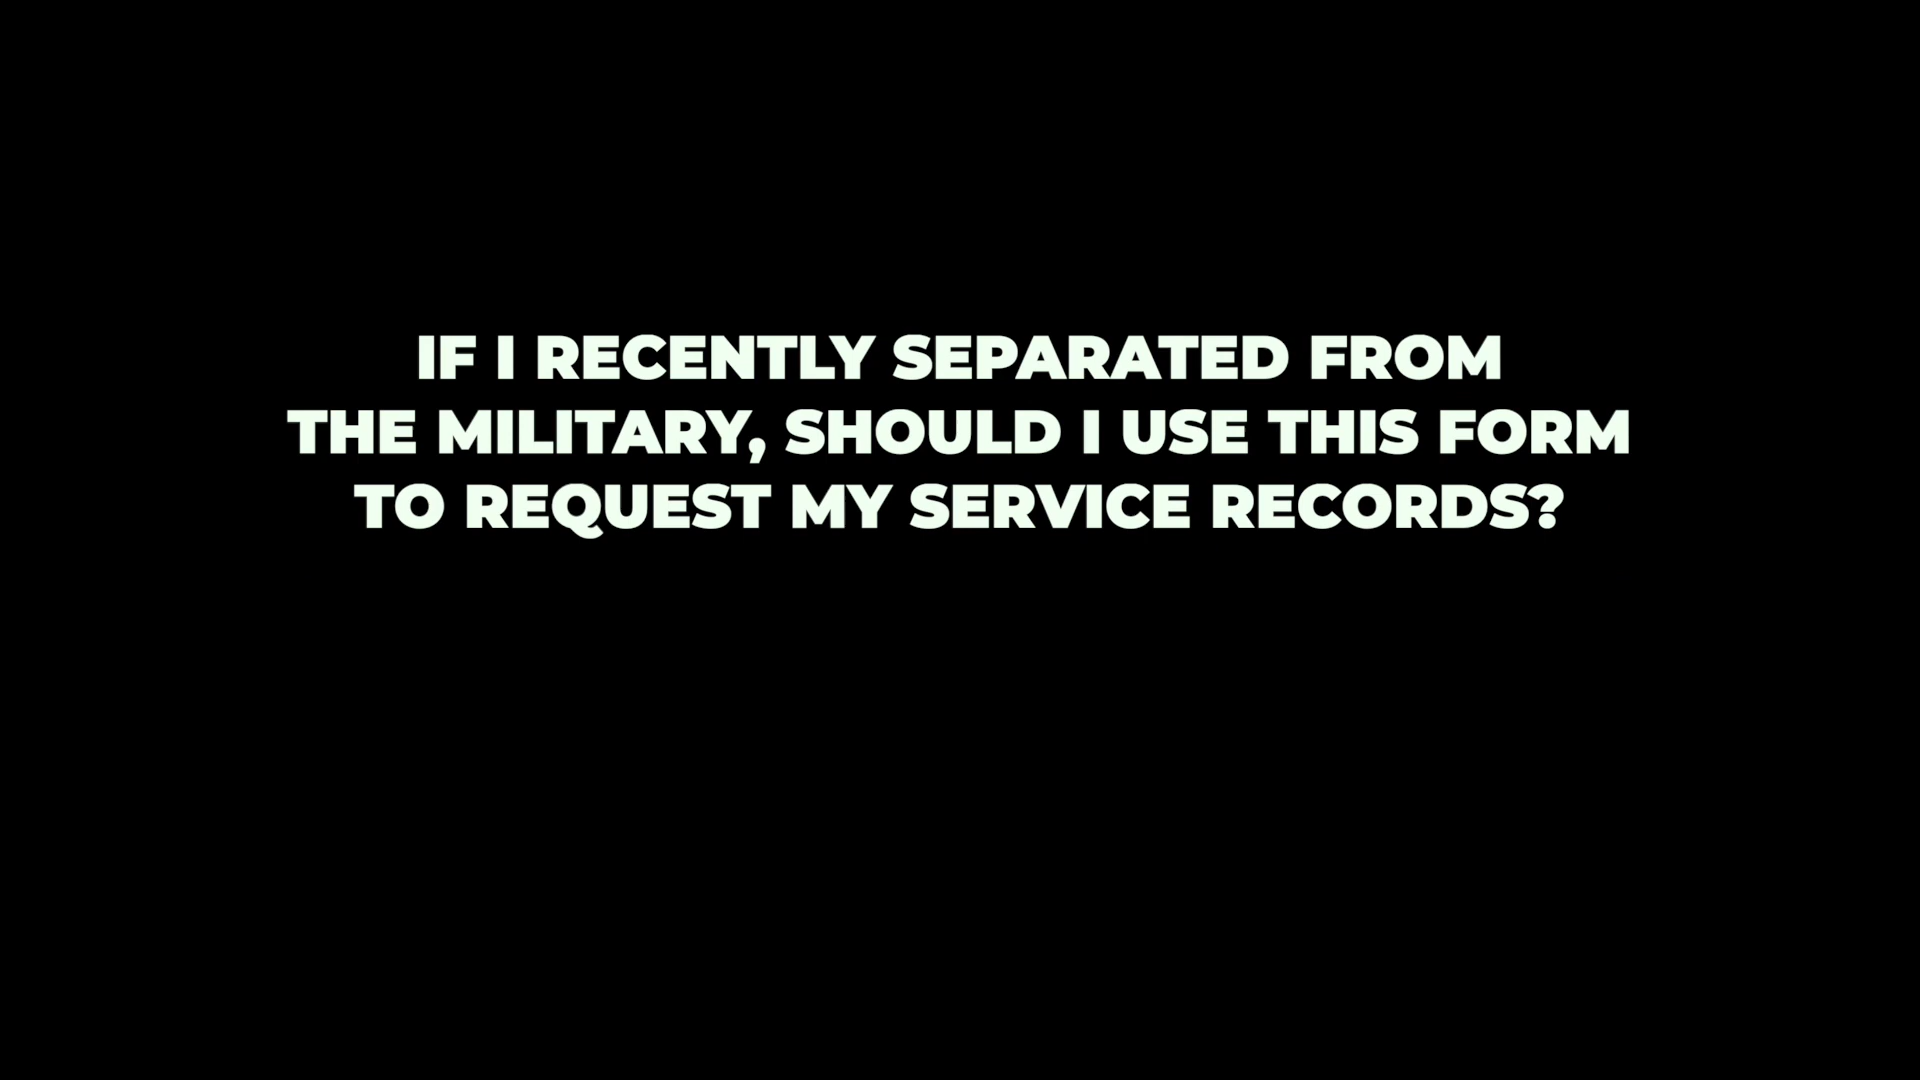 IF I RECENTLY SEPARATED FROM
THE MILITARY, SHOULD I USE THIS FORM
TO REQUEST MY SERVICE RECORDS?